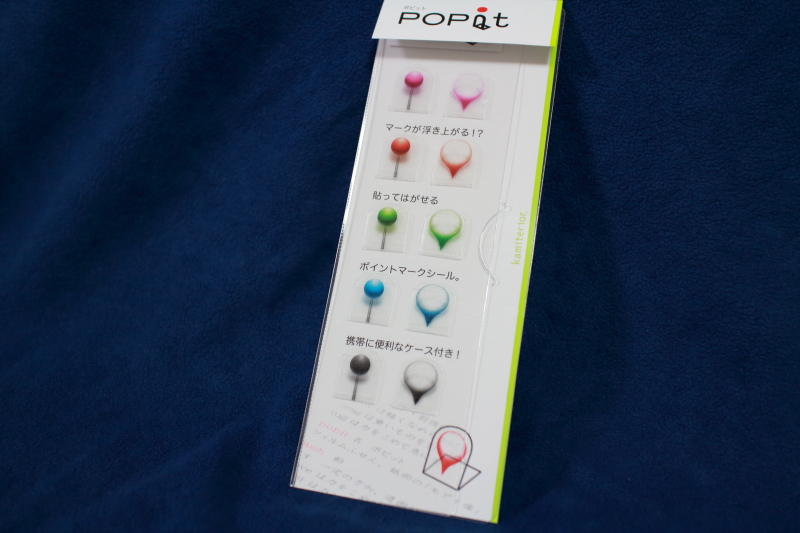 ポピット
POPit
マークが浮き上がる!?
貼ってはがせる
kamiterior
ポイントマークシール。
携帯に便利なケース付き!